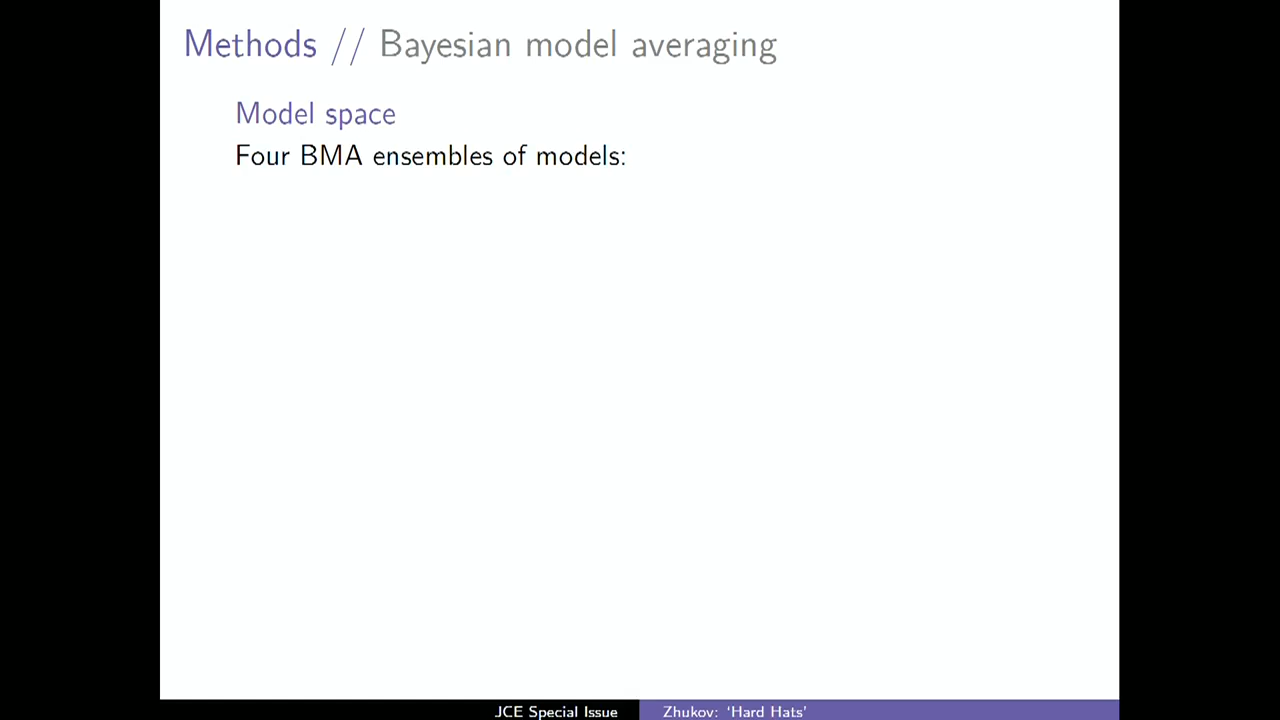 Methods // Bayesian model averaging
Model space
Four BMA ensembles of models:
JCE Special Issue
Zhukov: ‘Hard Hats’